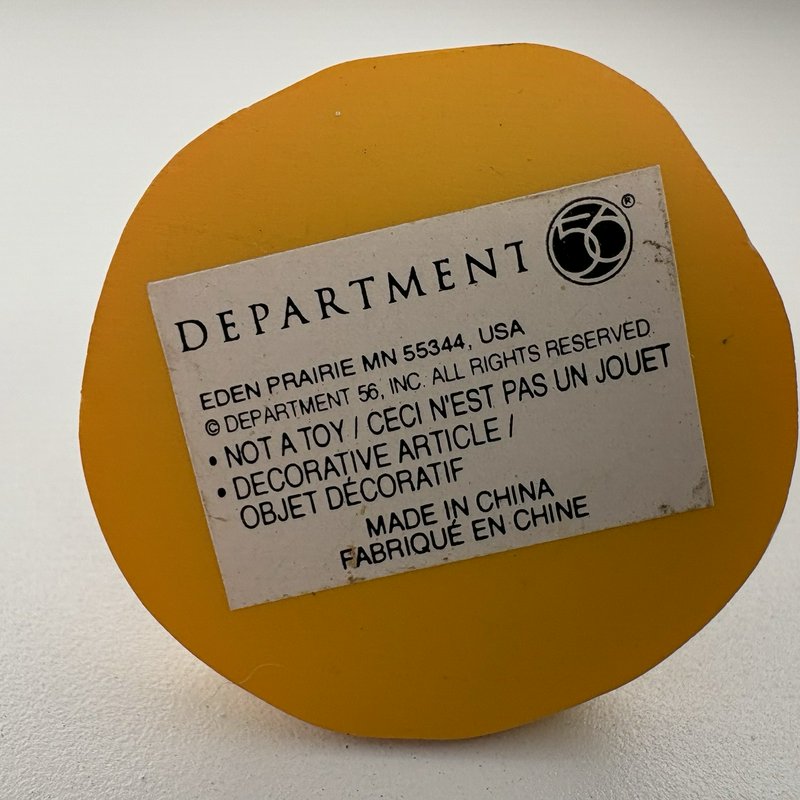 DEPARTMENT 56®
EDEN PRAIRIE MN 55344, USA
© DEPARTMENT 56, INC. ALL RIGHTS RESERVED.
• NOT A TOY / CECI N'EST PAS UN JOUET
• DECORATIVE ARTICLE /
OBJET DÉCORATIF
MADE IN CHINA
FABRIQUÉ EN CHINE